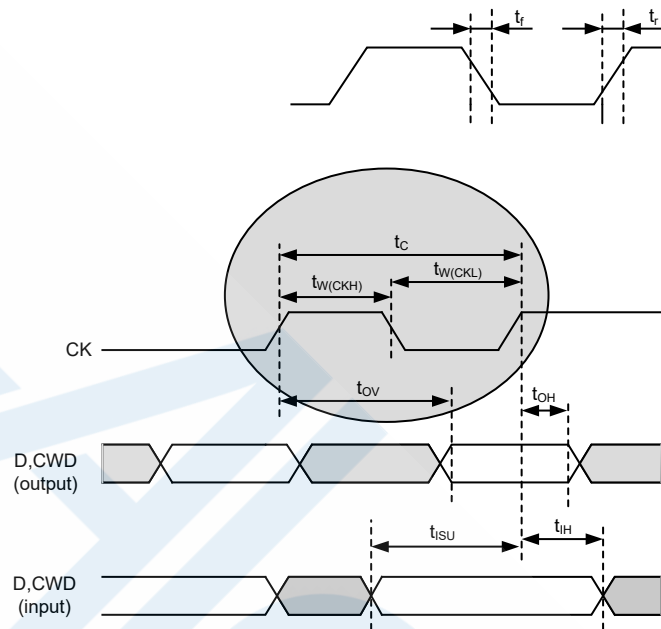 tf
tr
tC
tW(CKH)
tW(CKL)
CK
tOV
tOH
D,CWD
(output)
tISU
tIH
D,CWD
(input)